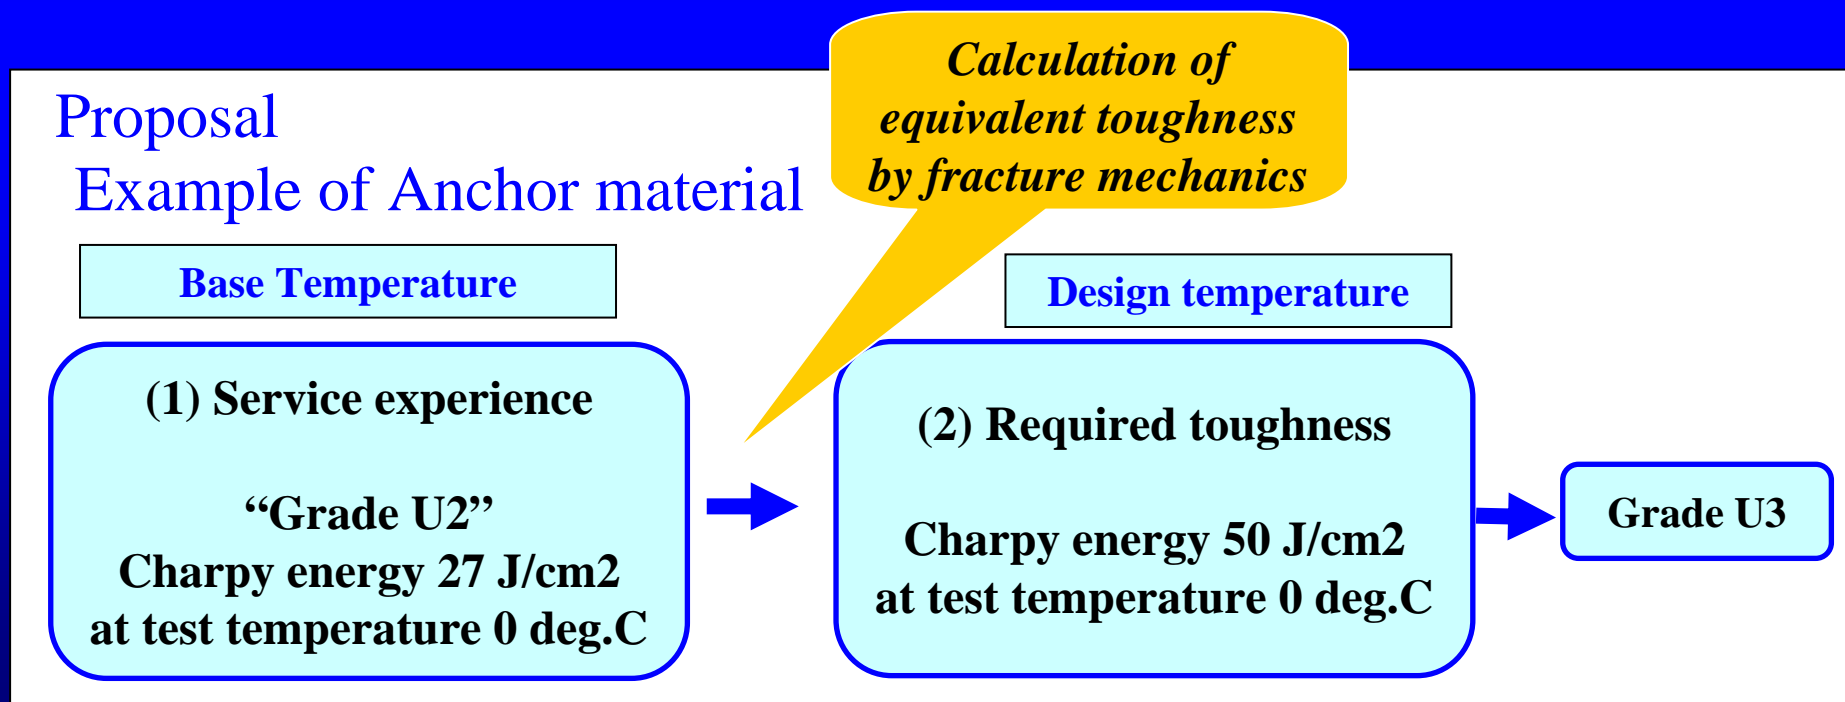 Proposal
Example of Anchor material
Calculation of
equivalent toughness
by fracture mechanics
Base Temperature
Design temperature
(1) Service experience
“Grade U2”
Charpy energy 27 J/cm2
at test temperature 0 deg.C
(2) Required toughness
Charpy energy 50 J/cm2
at test temperature 0 deg.C
Grade U3